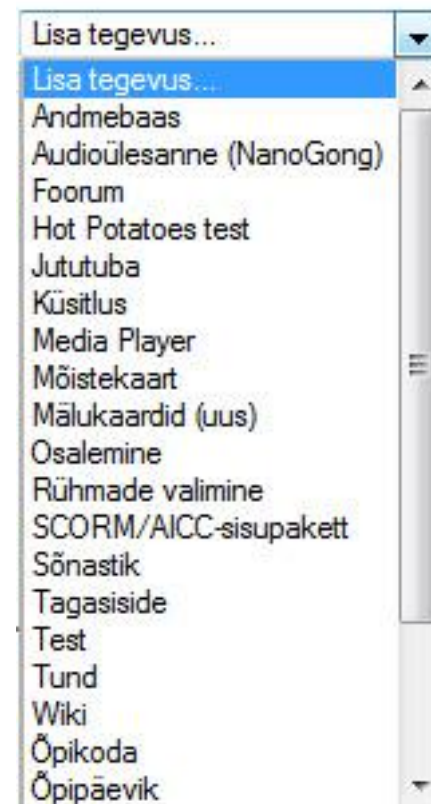 Lisa tegevus...
Lisa tegevus...
Andmebaas
Audioülesanne (NanoGong)
Foorum
Hot Potatoes test
Jututuba
Küsitlus
Media Player
Mõistekaart
Mälukaardid (uus)
Osalemine
Rühmade valimine
SCORM/AICC-sisupakett
Sõnastik
Tagasiside
Test
Tund
Wiki
Õpikoda
Õpipäevik